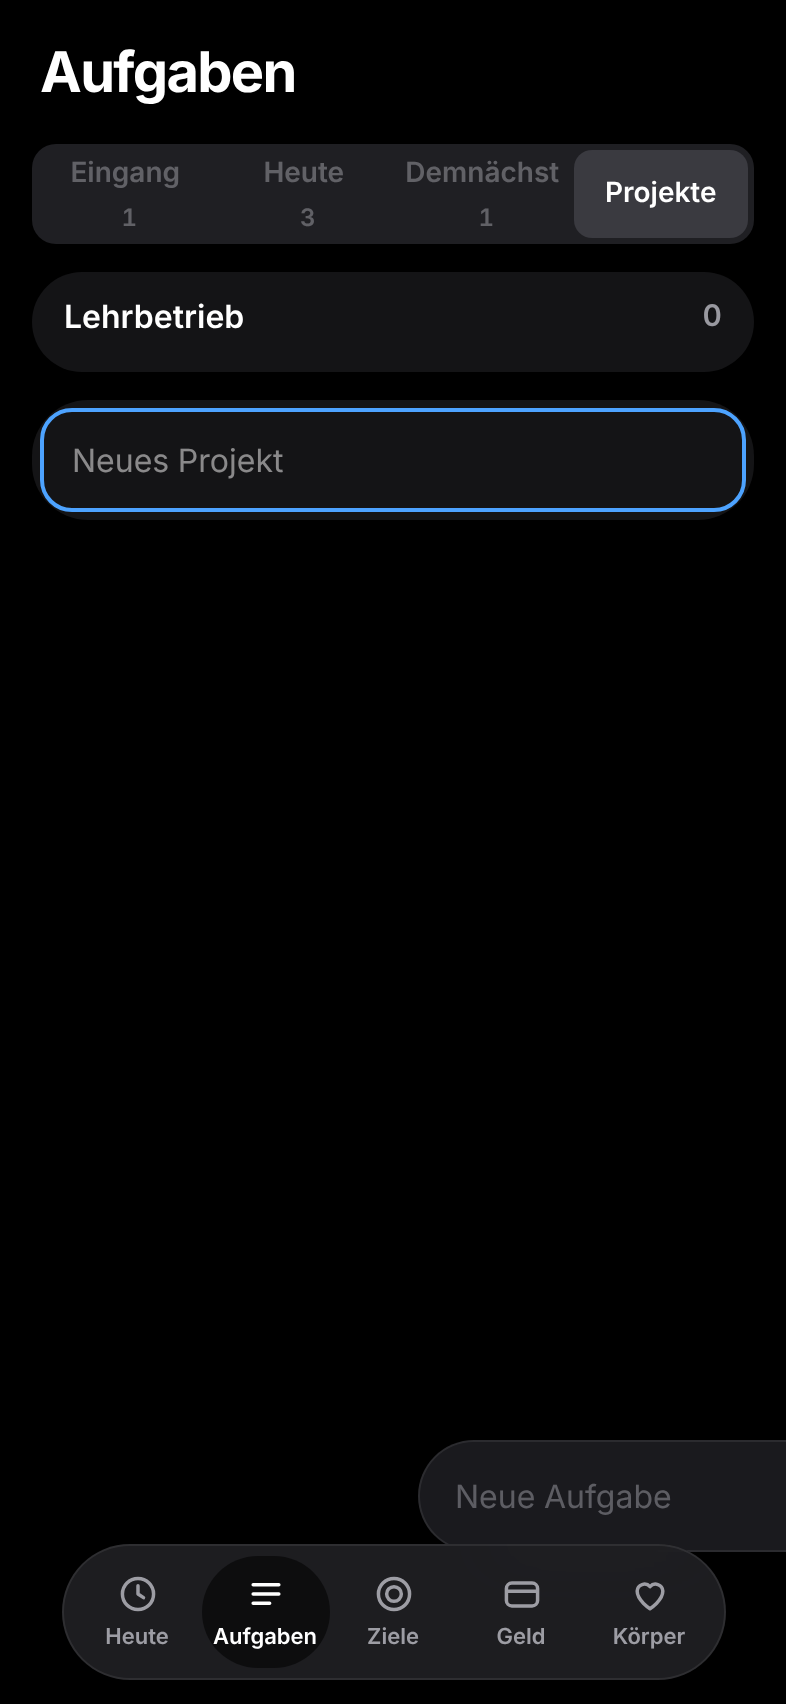 Aufgaben
Eingang Heute Demnächst Projekte
1 3 1
Lehrbetrieb 0
Neues Projekt
Neue Aufgabe
Heute Aufgaben Ziele Geld Körper